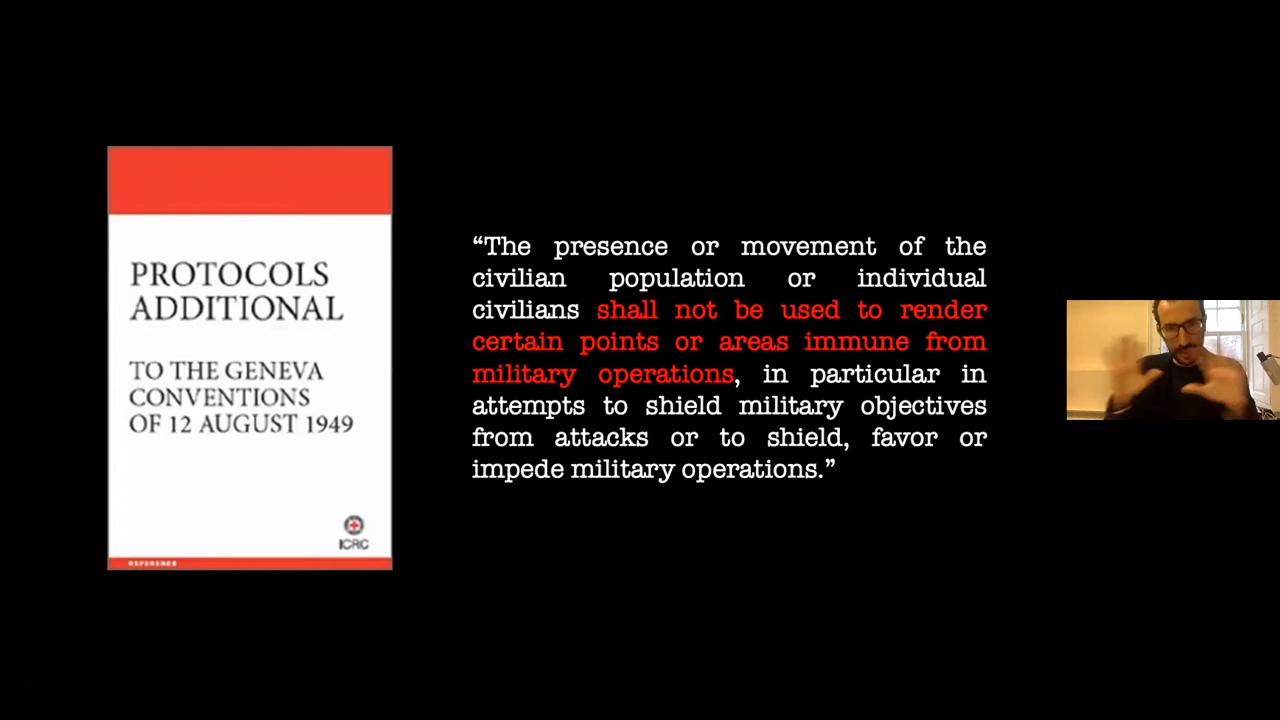 PROTOCOLS
ADDITIONAL
TO THE GENEVA
CONVENTIONS
OF 12 AUGUST 1949
ICRC
REFERENCE
“The presence or movement of the
civilian population or individual
civilians shall not be used to render
certain points or areas immune from
military operations, in particular in
attempts to shield military objectives
from attacks or to shield, favor or
impede military operations.”